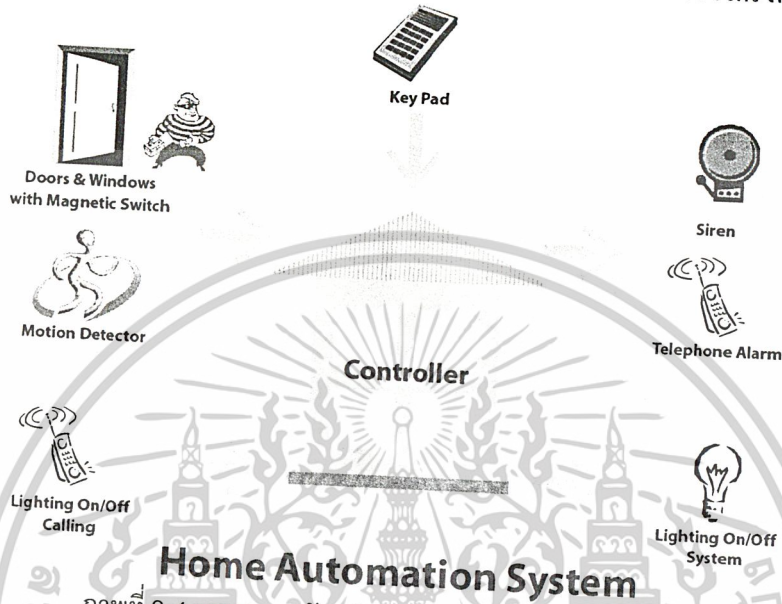 Key Pad
Doors & Windows
with Magnetic Switch
Siren
Motion Detector
Telephone Alarm
Controller
Lighting On/Off
Calling
Lighting On/Off
System
Home Automation System